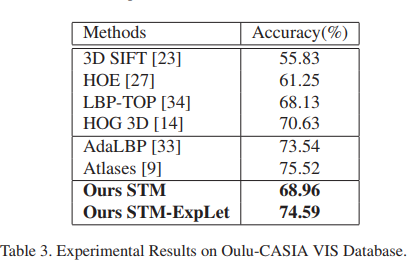 Methods Accuracy(%)
3D SIFT [23] 55.83
HOE [27] 61.25
LBP-TOP [34] 68.13
HOG 3D [14] 70.63
AdaLBP [33] 73.54
Atlases [9] 75.52
Ours STM 68.96
Ours STM-ExpLet 74.59
Table 3. Experimental Results on Oulu-CASIA VIS Database.